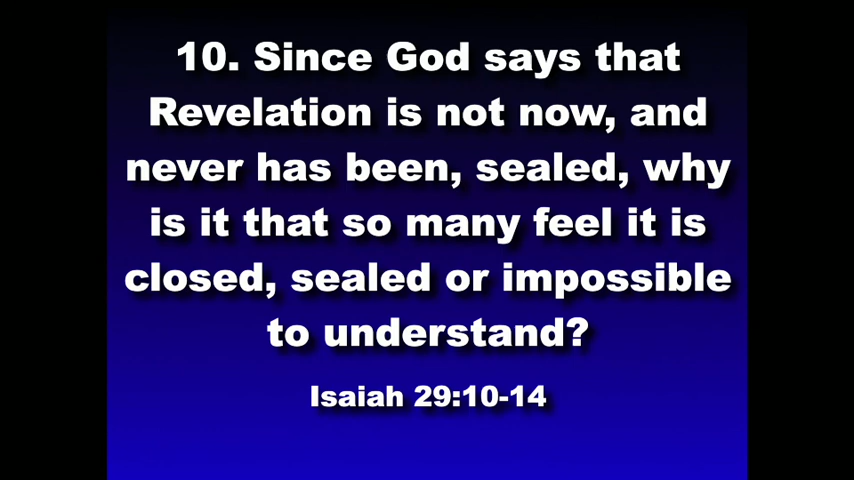 10. Since God says that
Revelation is not now, and
never has been, sealed, why
is it that so many feel it is
closed, sealed or impossible
to understand?
Isaiah 29:10-14